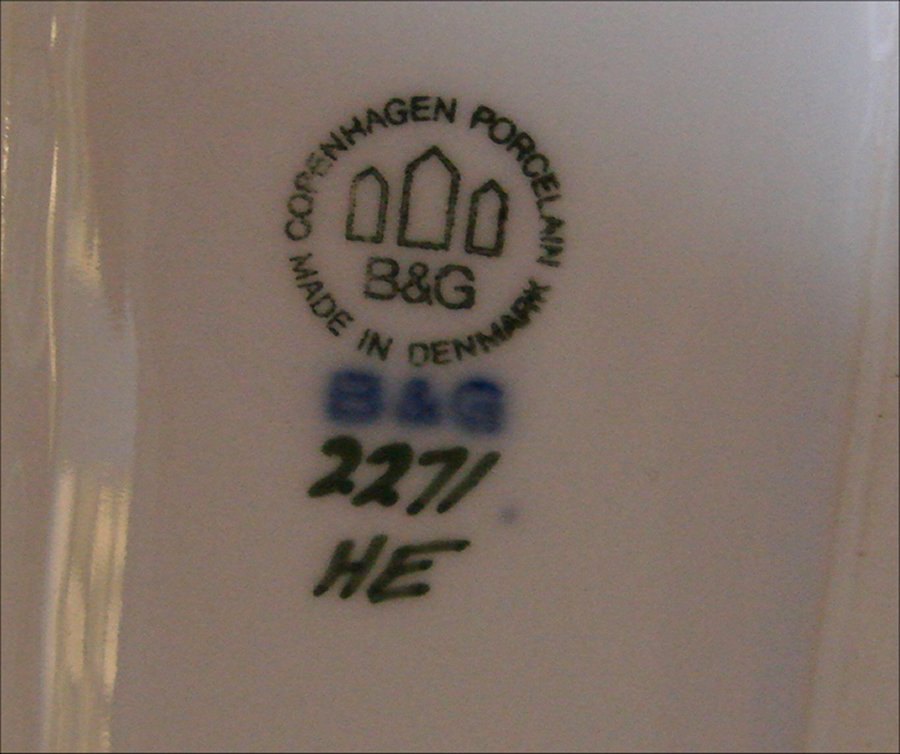 COPENHAGEN PORCELAIN
B&G
MADE IN DENMARK
B&G
2271
HE